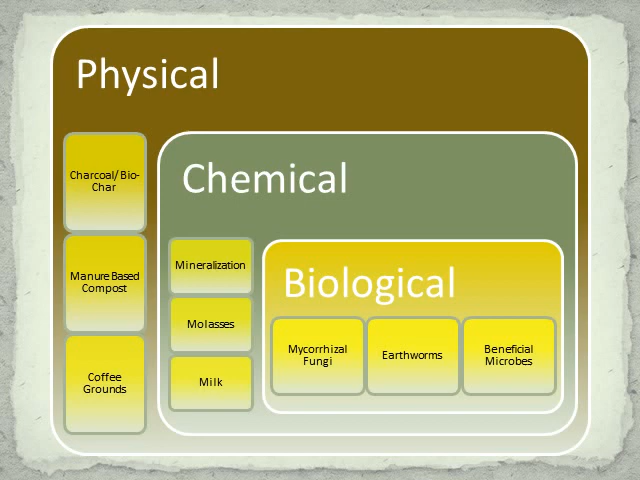 Physical
Charcoal/ Bio-
Char
Manure Based
Compost
Coffee
Grounds
Chemical
Mineralization
Molasses
Milk
Biological
Mycorrhizal
Fungi
Earthworms
Beneficial
Microbes